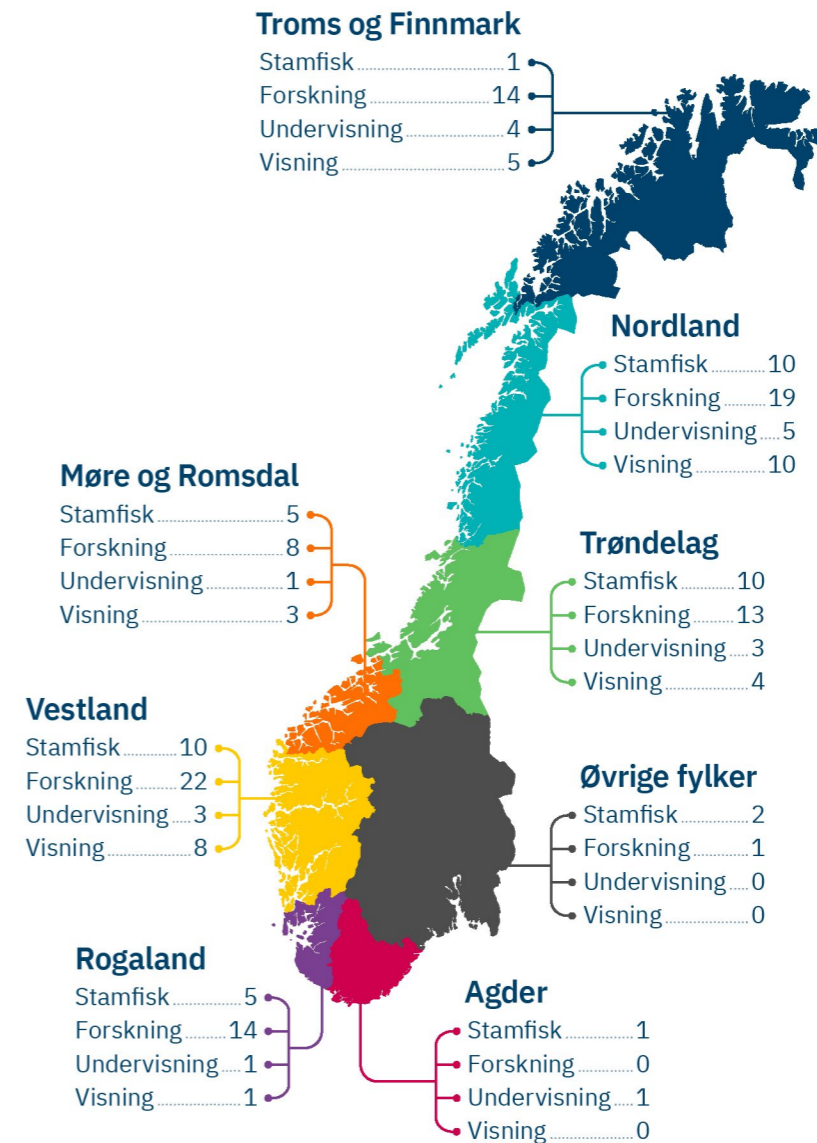 Troms og Finnmark
Stamfisk 1
Forskning 14
Undervisning 4
Visning 5
Nordland
Stamfisk 10
Forskning 19
Undervisning 5
Visning 10
Møre og Romsdal
Stamfisk 5
Forskning 8
Undervisning 1
Visning 3
Trøndelag
Stamfisk 10
Forskning 13
Undervisning 3
Visning 4
Vestland
Stamfisk 10
Forskning 22
Undervisning 3
Visning 8
Øvrige fylker
Stamfisk 2
Forskning 1
Undervisning 0
Visning 0
Rogaland
Stamfisk 5
Forskning 14
Undervisning 1
Visning 1
Agder
Stamfisk 1
Forskning 0
Undervisning 1
Visning 0